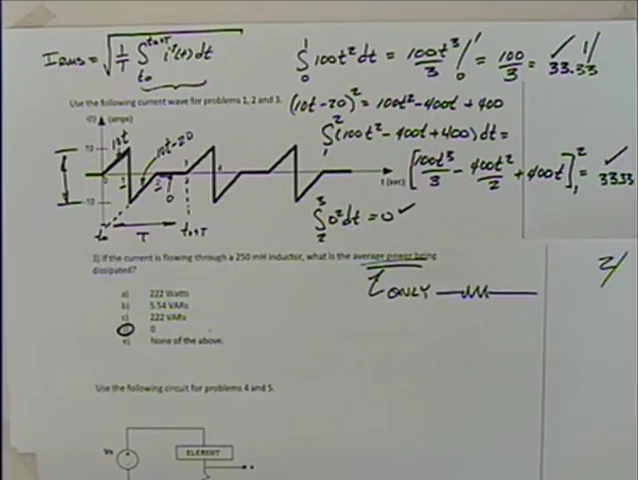 I_RMS = √(1/T ∫_{t₀}^{t₀+T} i²(t) dt)
∫₀¹ 100t² dt = 100t³/3 |₀¹ = 100/3 = 33.33 ✓ 1/
Use the following current wave for problems 1, 2 and 3.
(10t-20)² = 100t² - 400t + 400
i(t) (amps)
10t
10t-20
∫₁² (100t² - 400t + 400) dt =
10
-10
0
t (sec)
[100t³/3 - 400t²/2 + 400t]₁² = 33.33 ✓
∫₂³ 0² dt = 0 ✓
t₀
T
t₀+T
3) If the current is flowing through a 250 mH inductor, what is the average power being
dissipated?
ONLY
2/
a) 222 Watts
b) 5.54 VARs
c) 222 VARs
0
e) None of the above.
Use the following circuit for problems 4 and 5.
Vs
ELEMENT